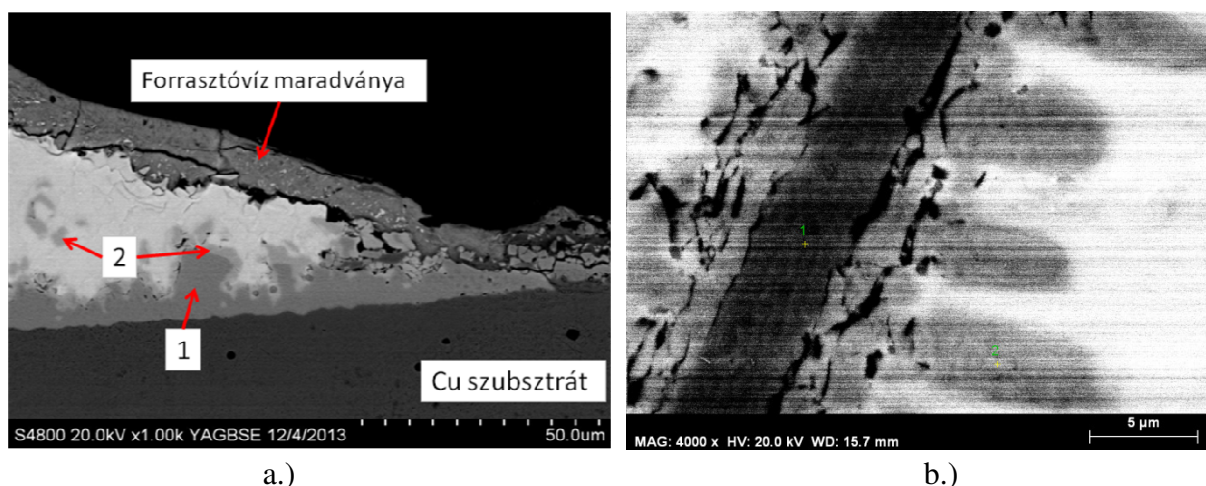 Forrasztóvíz maradványa
2
1
Cu szubsztrát
S4800 20.0kV x1.00k YAGBSE 12/4/2013 50.0um
1
2
5 µm
MAG: 4000 x HV: 20.0 kV WD: 15.7 mm
a.) b.)